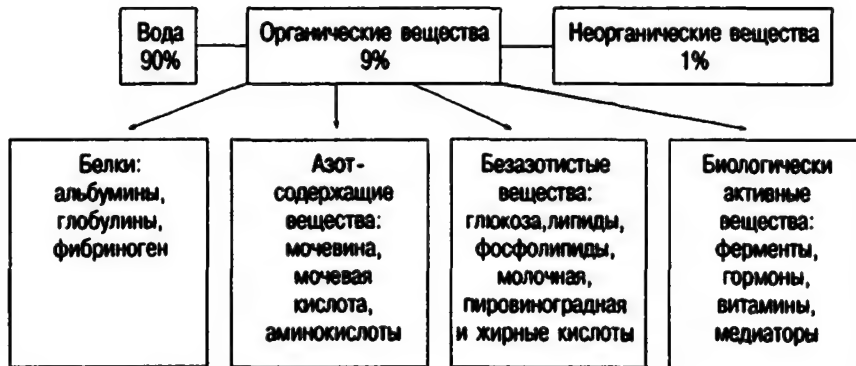 Вода
90%
Органические вещества
9%
Неорганические вещества
1%
Белки:
альбумины,
глобулины,
фибриноген
Азот-
содержащие
вещества:
мочевина,
мочевая
кислота,
аминокислоты
Безазотистые
вещества:
глюкоза,липиды,
фосфолипиды,
молочная,
пировиноградная
и жирные кислоты
Биологически
активные
вещества:
ферменты,
гормоны,
витамины,
медиаторы